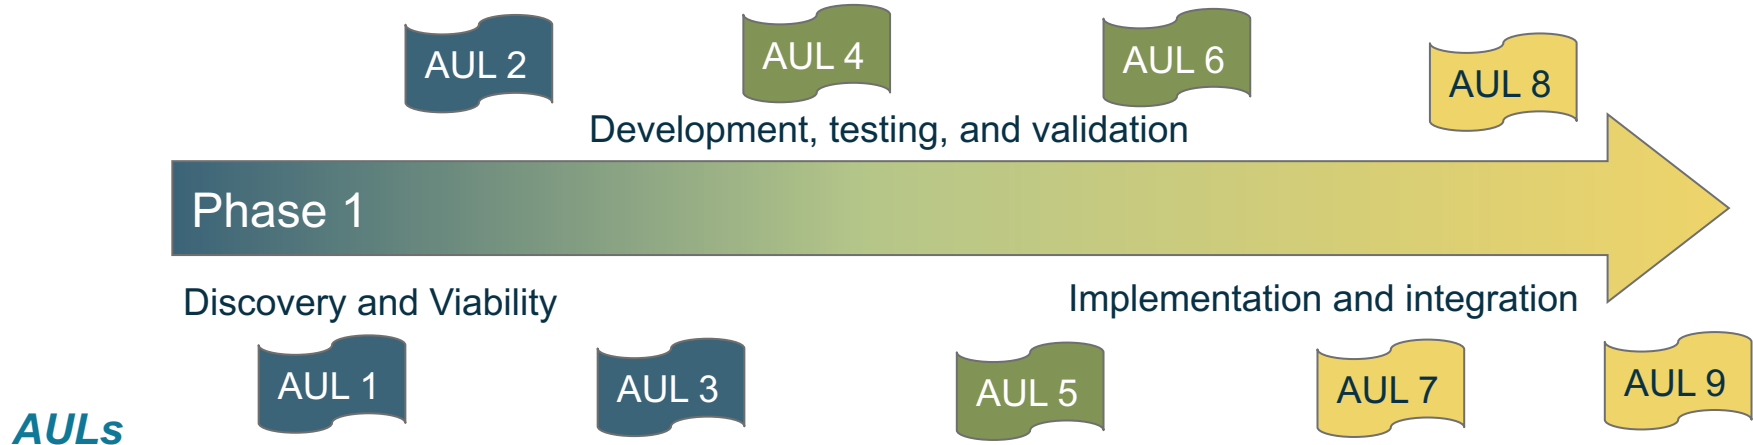 AUL 2
AUL 4
AUL 6
AUL 8
Development, testing, and validation
Phase 1
Discovery and Viability
Implementation and integration
AUL 1
AUL 3
AUL 5
AUL 7
AUL 9
AULs